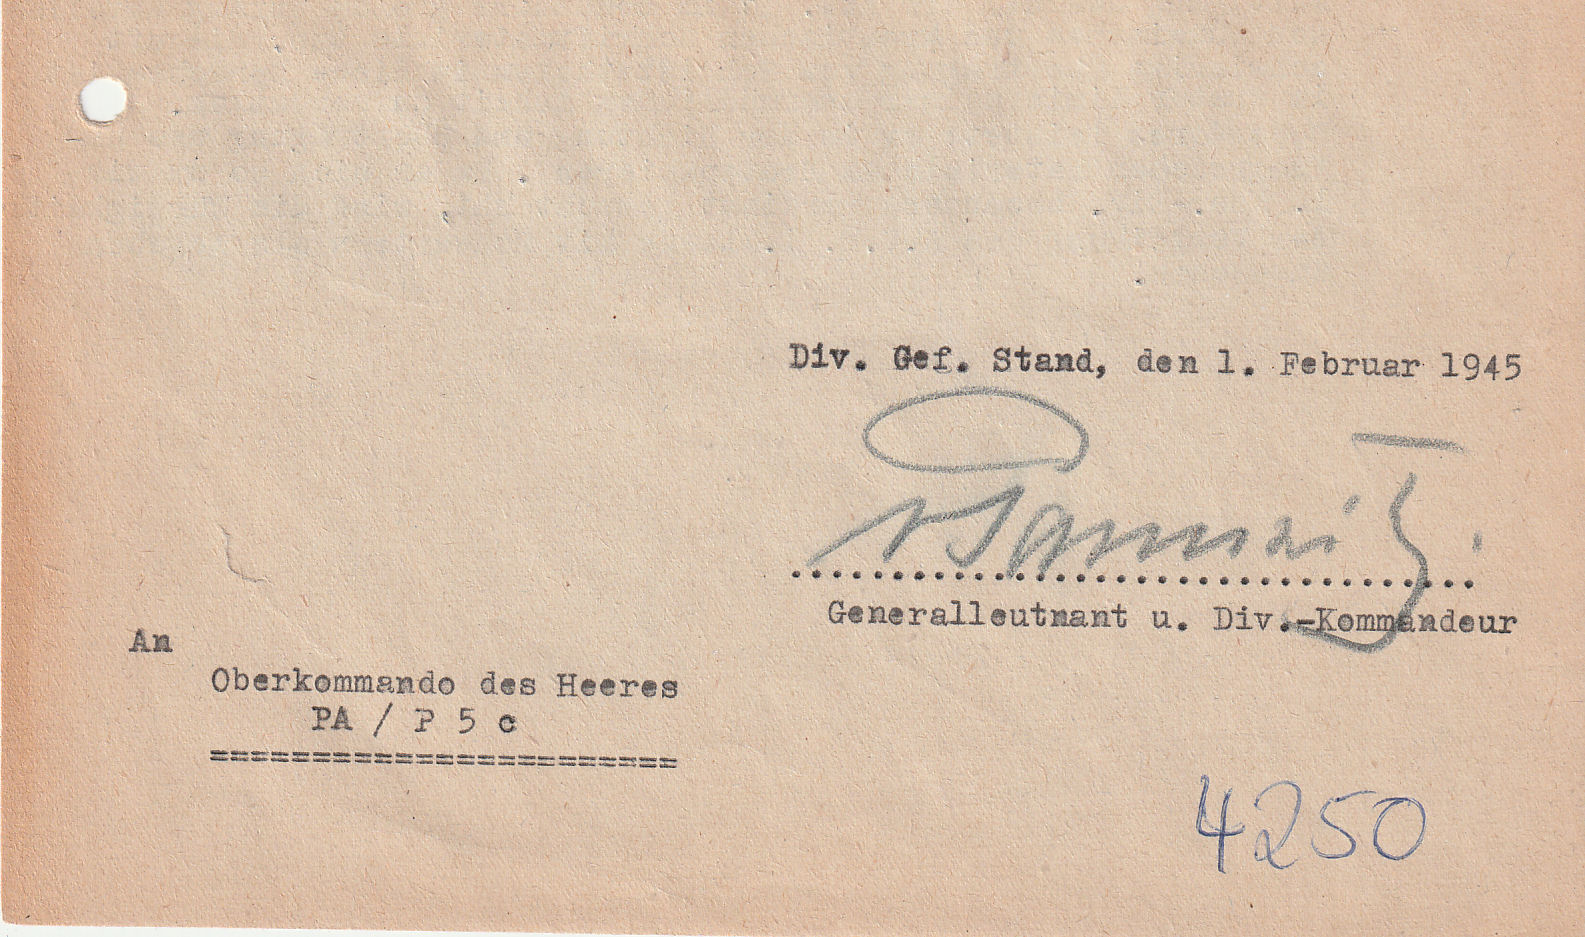 Div. Gef. Stand, den 1. Februar 1945
........................................
Generalleutnant u. Div.-Kommandeur
An
Oberkommando des Heeres
PA / P 5 c
=======================
4250